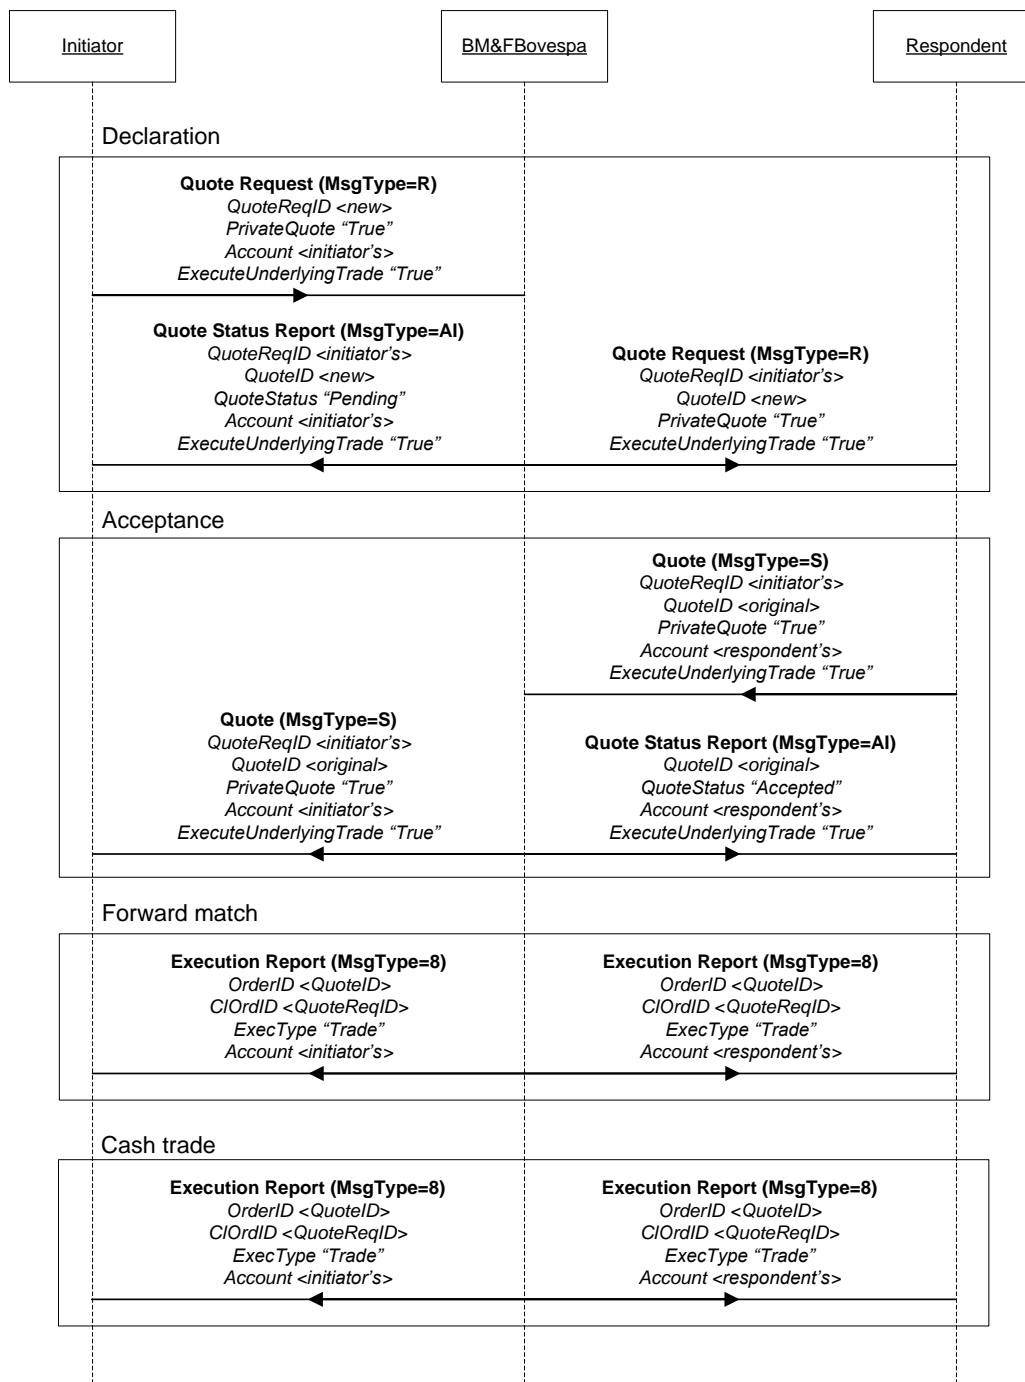 Initiator
BM&FBovespa
Respondent
Declaration
Quote Request (MsgType=R)
QuoteReqID <new>
PrivateQuote “True”
Account <initiator’s>
ExecuteUnderlyingTrade “True”
Quote Status Report (MsgType=AI)
QuoteReqID <initiator’s>
QuoteID <new>
QuoteStatus “Pending”
Account <initiator’s>
ExecuteUnderlyingTrade “True”
Quote Request (MsgType=R)
QuoteReqID <initiator’s>
QuoteID <new>
PrivateQuote “True”
ExecuteUnderlyingTrade “True”
Acceptance
Quote (MsgType=S)
QuoteReqID <initiator’s>
QuoteID <original>
PrivateQuote “True”
Account <respondent’s>
ExecuteUnderlyingTrade “True”
Quote (MsgType=S)
QuoteReqID <initiator’s>
QuoteID <original>
PrivateQuote “True”
Account <initiator’s>
ExecuteUnderlyingTrade “True”
Quote Status Report (MsgType=AI)
QuoteID <original>
QuoteStatus “Accepted”
Account <respondent’s>
ExecuteUnderlyingTrade “True”
Forward match
Execution Report (MsgType=8)
OrderID <QuoteID>
ClOrdID <QuoteReqID>
ExecType “Trade”
Account <initiator’s>
Execution Report (MsgType=8)
OrderID <QuoteID>
ClOrdID <QuoteReqID>
ExecType “Trade”
Account <respondent’s>
Cash trade
Execution Report (MsgType=8)
OrderID <QuoteID>
ClOrdID <QuoteReqID>
ExecType “Trade”
Account <initiator’s>
Execution Report (MsgType=8)
OrderID <QuoteID>
ClOrdID <QuoteReqID>
ExecType “Trade”
Account <respondent’s>